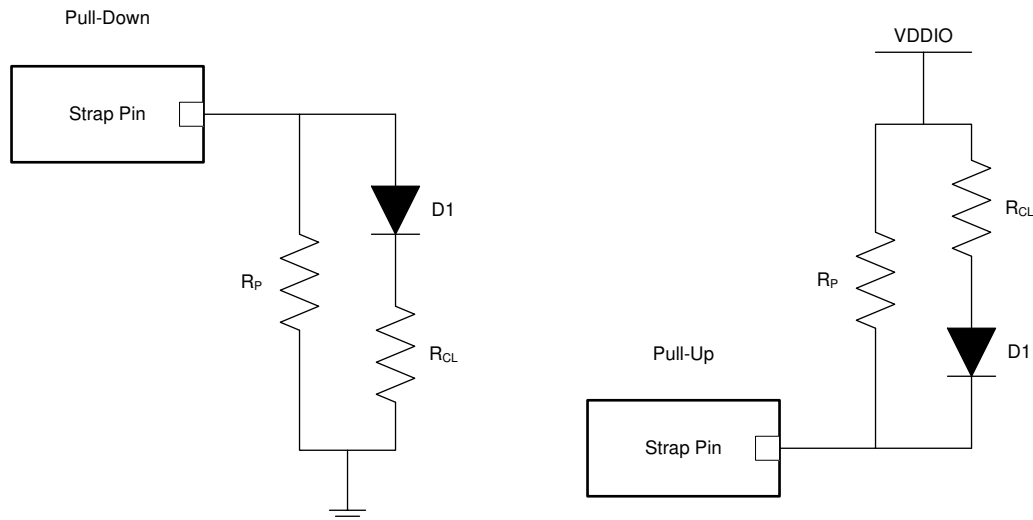 Pull-Down
Strap Pin
D1
RP
RCL
VDDIO
RCL
RP
D1
Pull-Up
Strap Pin